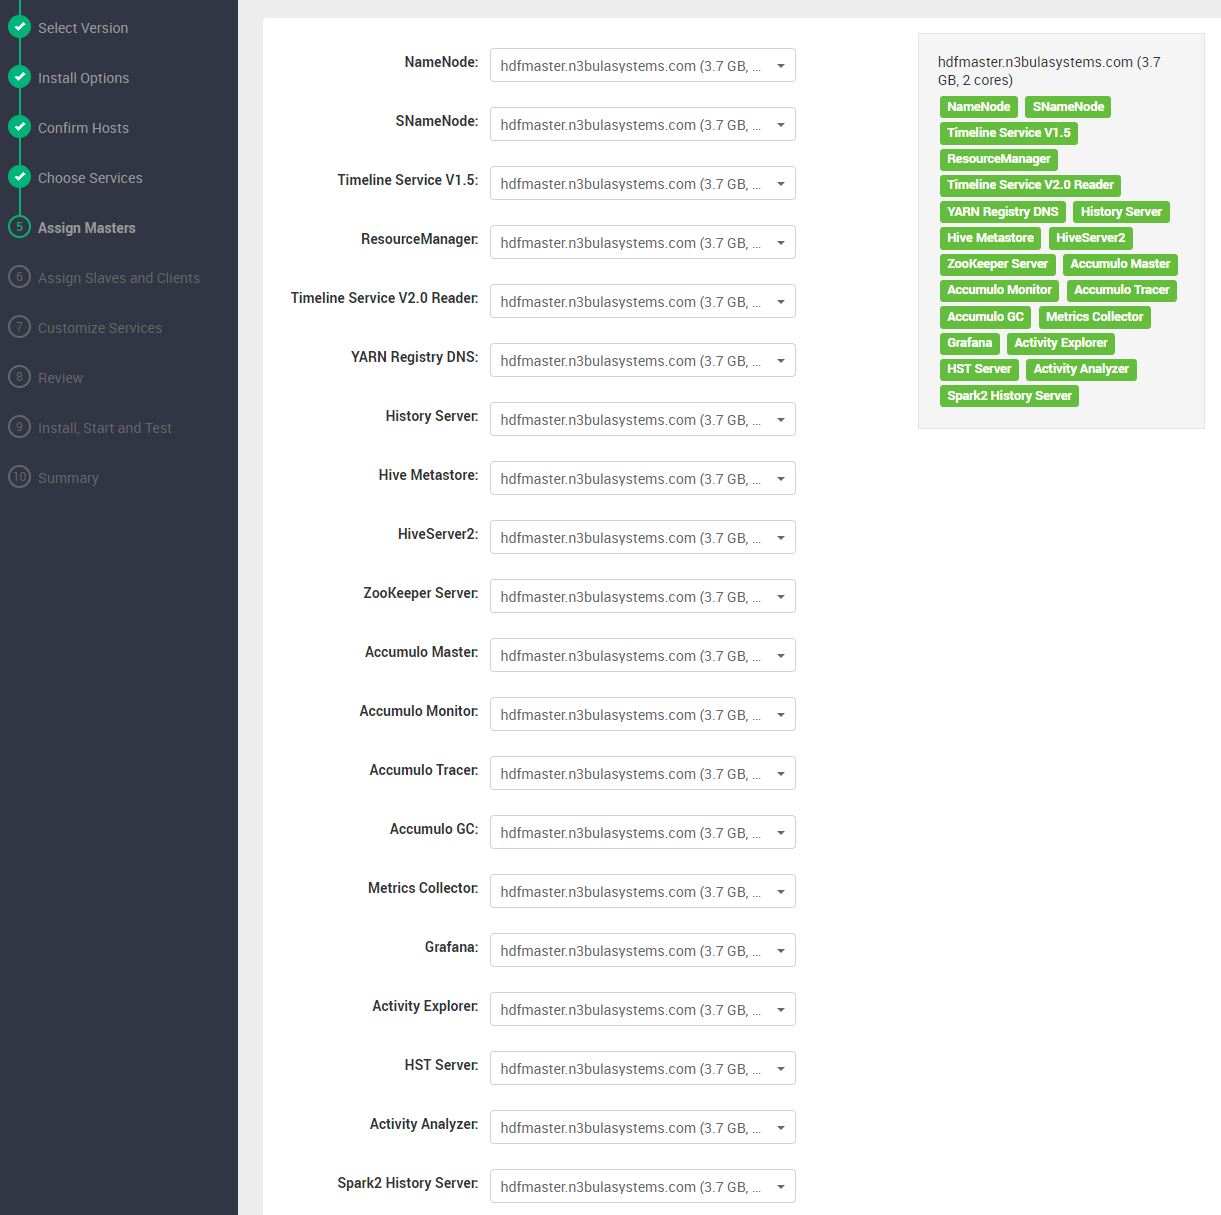 Select Version
Install Options
Confirm Hosts
Choose Services
5 Assign Masters
6 Assign Slaves and Clients
7 Customize Services
8 Review
9 Install, Start and Test
10 Summary
NameNode: hdfmaster.n3bulasystems.com (3.7 GB, ...
SNameNode: hdfmaster.n3bulasystems.com (3.7 GB, ...
Timeline Service V1.5: hdfmaster.n3bulasystems.com (3.7 GB, ...
ResourceManager: hdfmaster.n3bulasystems.com (3.7 GB, ...
Timeline Service V2.0 Reader: hdfmaster.n3bulasystems.com (3.7 GB, ...
YARN Registry DNS: hdfmaster.n3bulasystems.com (3.7 GB, ...
History Server: hdfmaster.n3bulasystems.com (3.7 GB, ...
Hive Metastore: hdfmaster.n3bulasystems.com (3.7 GB, ...
HiveServer2: hdfmaster.n3bulasystems.com (3.7 GB, ...
ZooKeeper Server: hdfmaster.n3bulasystems.com (3.7 GB, ...
Accumulo Master: hdfmaster.n3bulasystems.com (3.7 GB, ...
Accumulo Monitor: hdfmaster.n3bulasystems.com (3.7 GB, ...
Accumulo Tracer: hdfmaster.n3bulasystems.com (3.7 GB, ...
Accumulo GC: hdfmaster.n3bulasystems.com (3.7 GB, ...
Metrics Collector: hdfmaster.n3bulasystems.com (3.7 GB, ...
Grafana: hdfmaster.n3bulasystems.com (3.7 GB, ...
Activity Explorer: hdfmaster.n3bulasystems.com (3.7 GB, ...
HST Server: hdfmaster.n3bulasystems.com (3.7 GB, ...
Activity Analyzer: hdfmaster.n3bulasystems.com (3.7 GB, ...
Spark2 History Server: hdfmaster.n3bulasystems.com (3.7 GB, ...
hdfmaster.n3bulasystems.com (3.7
GB, 2 cores)
NameNode SNameNode
Timeline Service V1.5
ResourceManager
Timeline Service V2.0 Reader
YARN Registry DNS History Server
Hive Metastore HiveServer2
ZooKeeper Server Accumulo Master
Accumulo Monitor Accumulo Tracer
Accumulo GC Metrics Collector
Grafana Activity Explorer
HST Server Activity Analyzer
Spark2 History Server